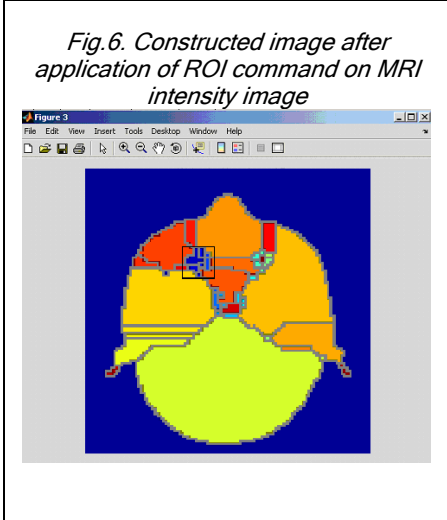 Fig.6. Constructed image after
application of ROI command on MRI
intensity image
Figure 3
File Edit View Insert Tools Desktop Window Help